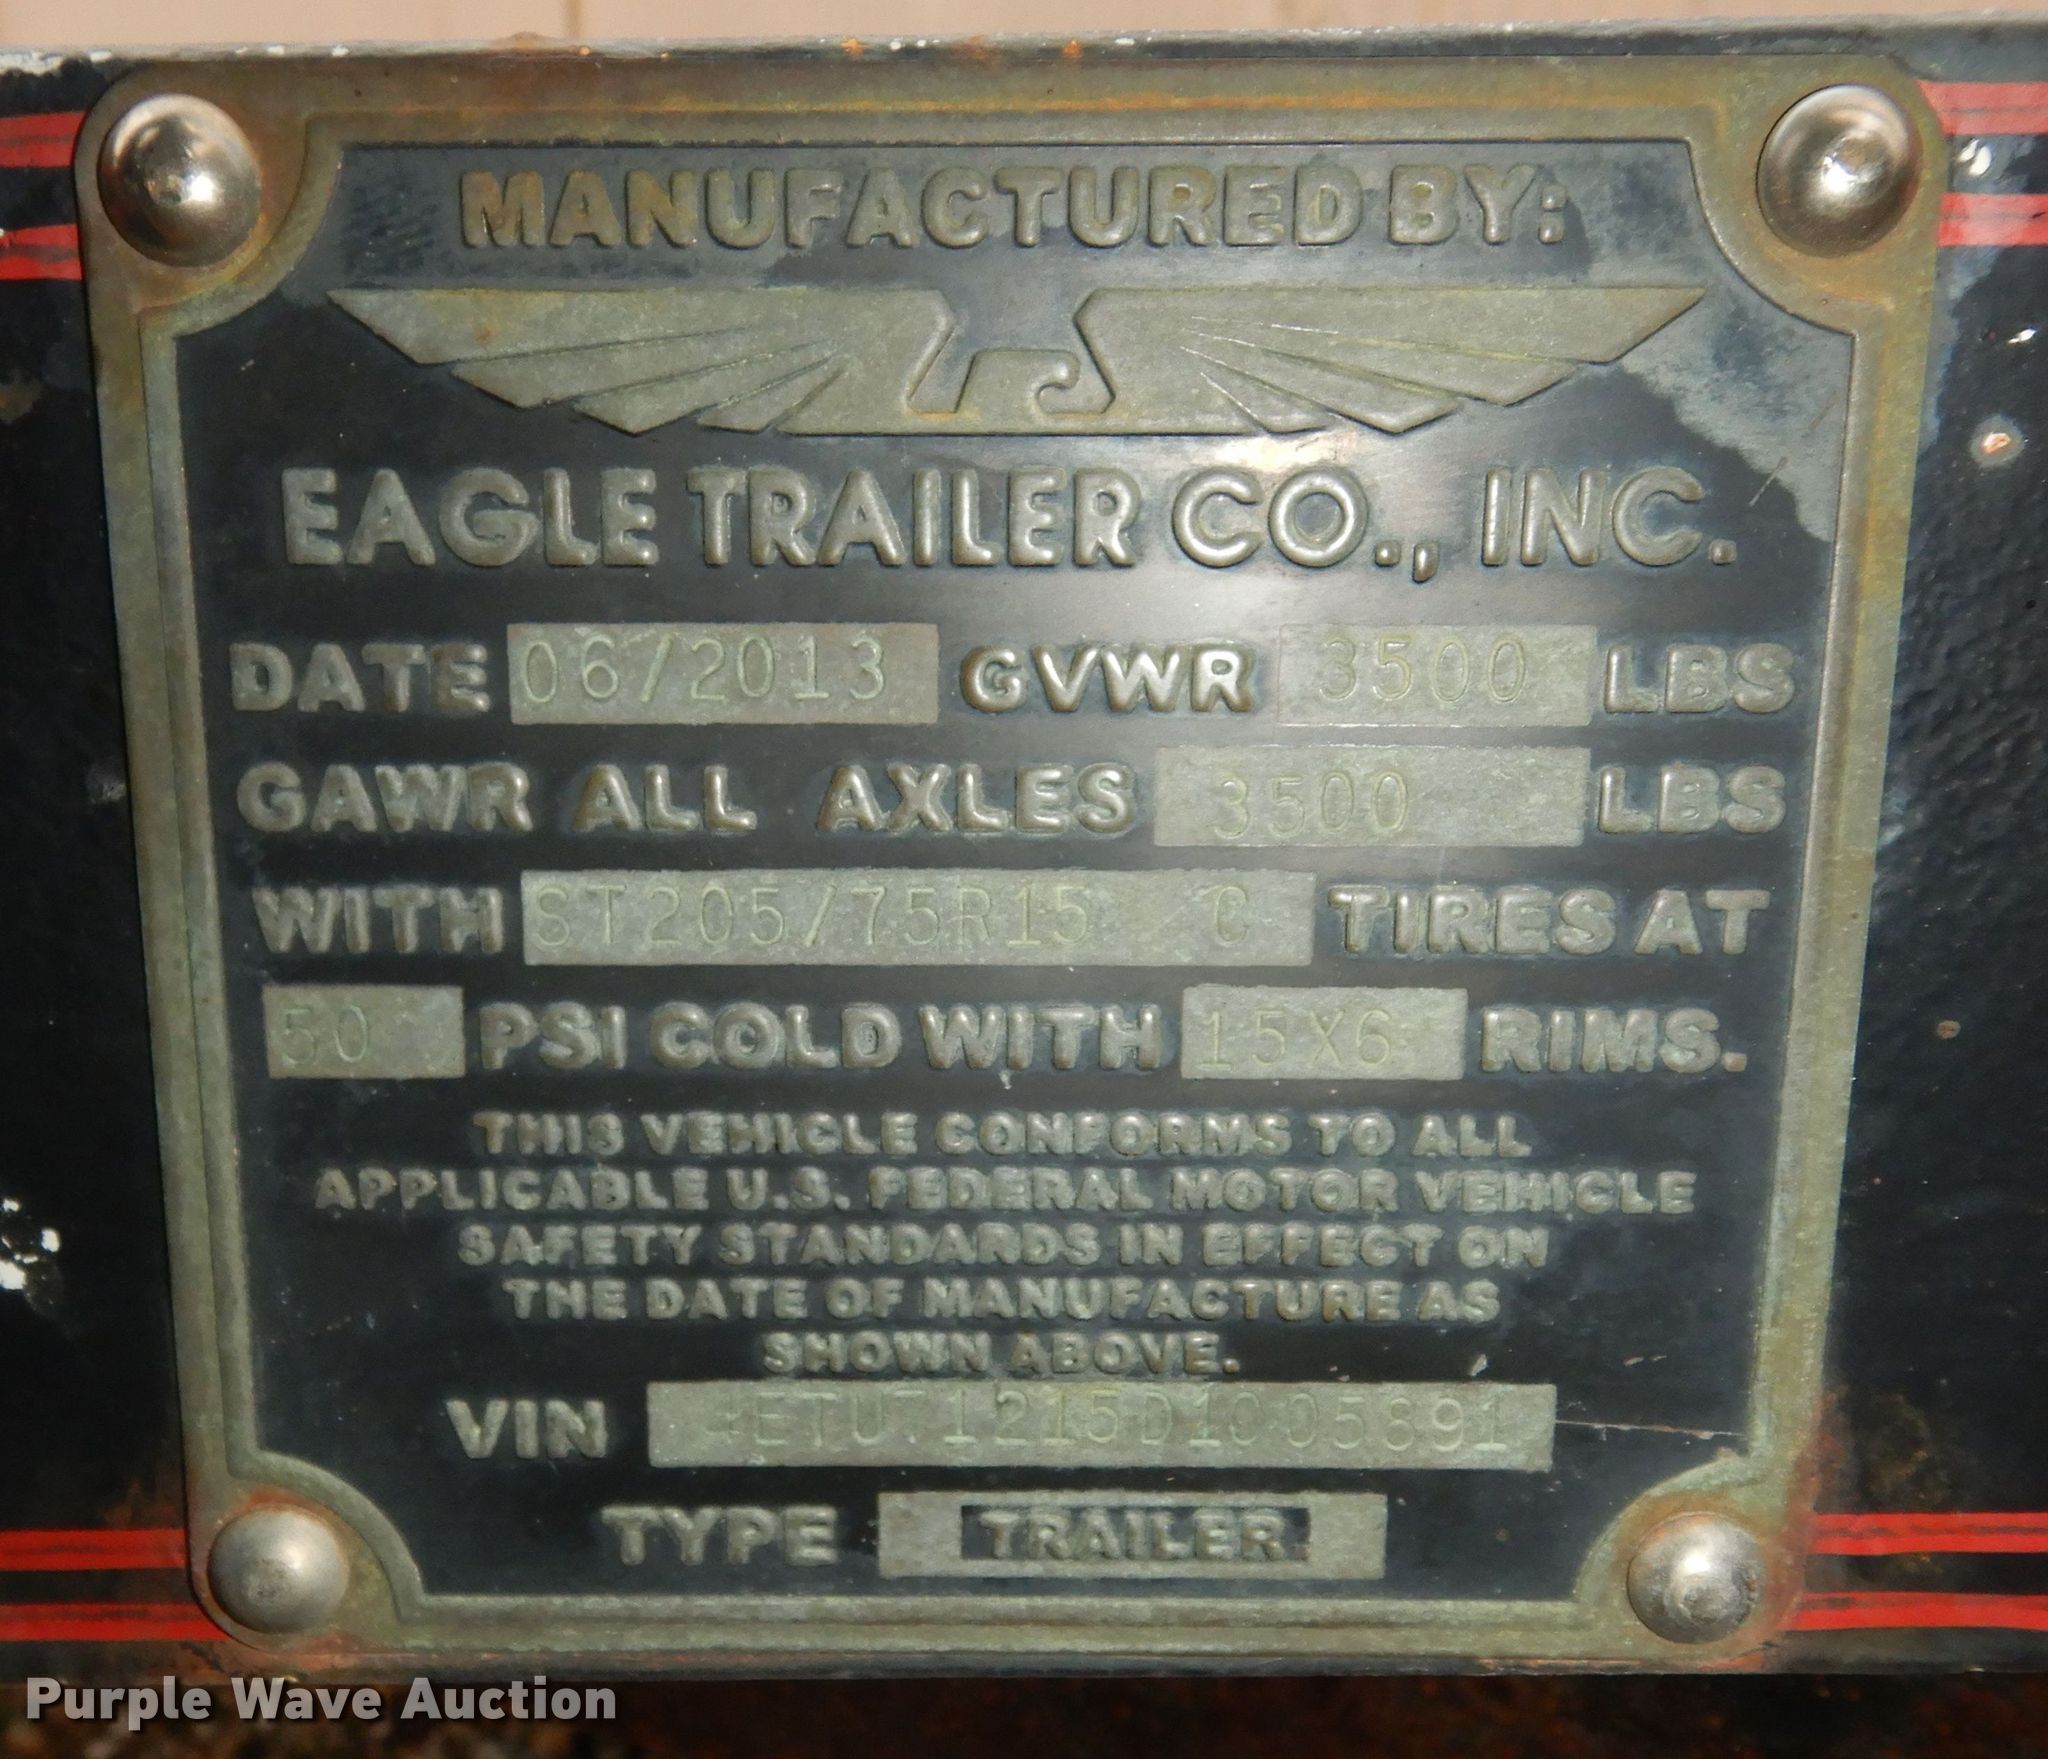 MANUFACTURED BY:
EAGLE TRAILER CO., INC.
DATE 06/2013 GVWR 3500 LBS
GAWR ALL AXLES 3500 LBS
WITH ST205/75R15 C TIRES AT
50 PSI COLD WITH 15X6 RIMS.
THIS VEHICLE CONFORMS TO ALL
APPLICABLE U.S. FEDERAL MOTOR VEHICLE
SAFETY STANDARDS IN EFFECT ON
THE DATE OF MANUFACTURE AS
SHOWN ABOVE.
VIN 4ETU71215D1005891
TYPE TRAILER
Purple Wave Auction